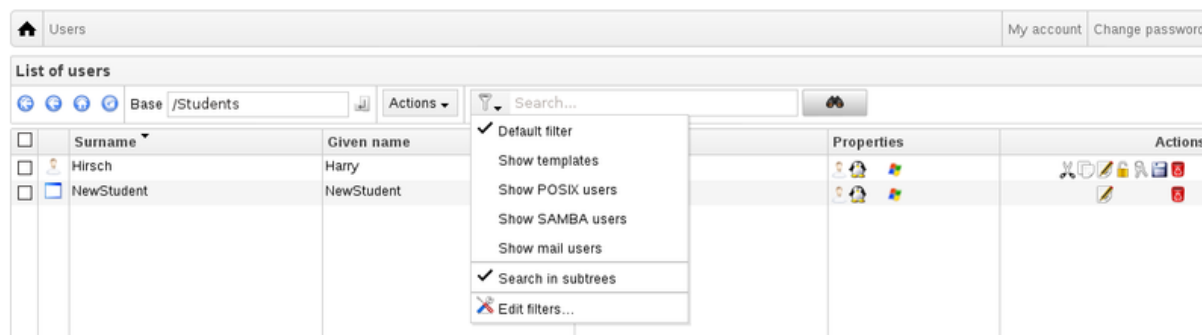 Users My account Change password
List of users
Base /Students Actions Search...
Surname Given name Properties Actions
Default filter
Hirsch Harry
Show templates
NewStudent NewStudent
Show POSIX users
Show SAMBA users
Show mail users
Search in subtrees
Edit filters...